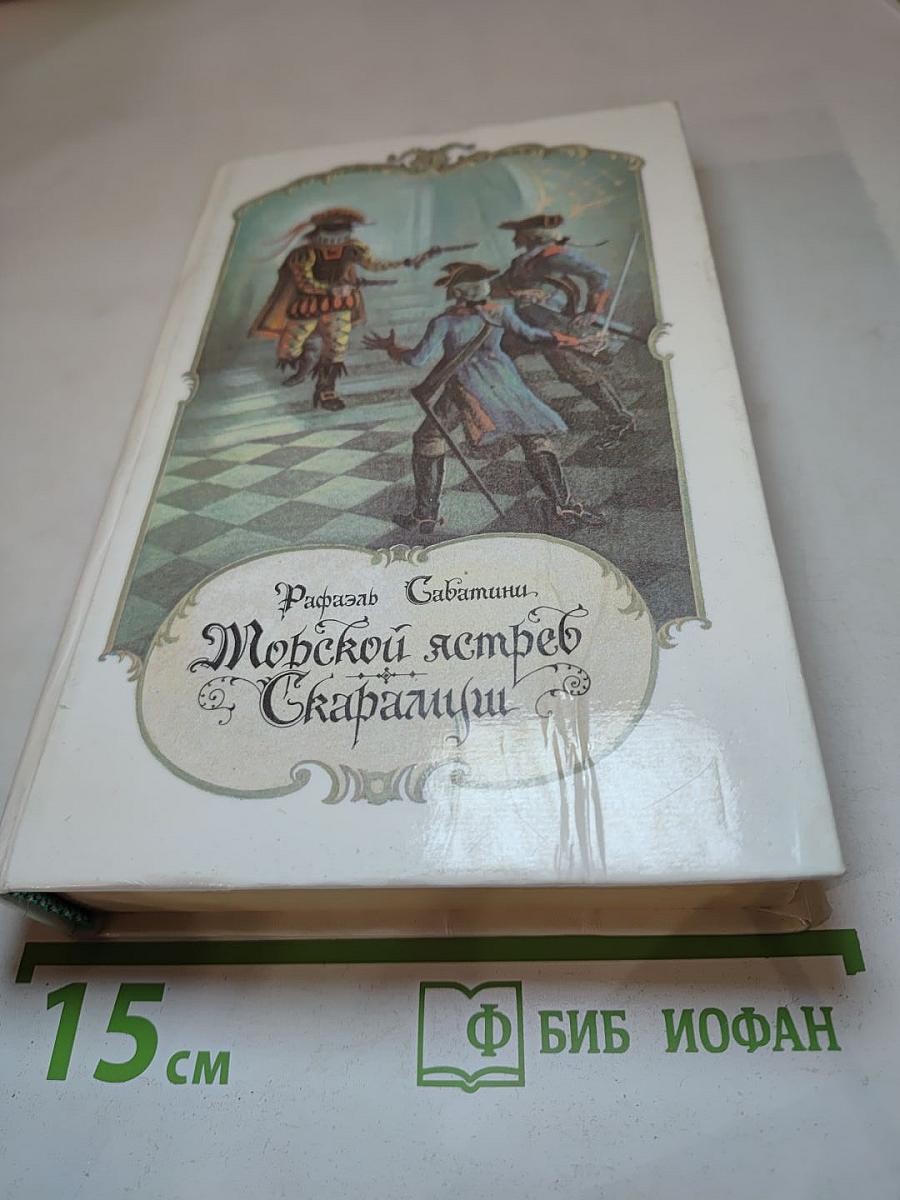 Рафаэль Сабатини
Морской ястреб
Скарамуш
15 см
Ф БИБ ИОФАН